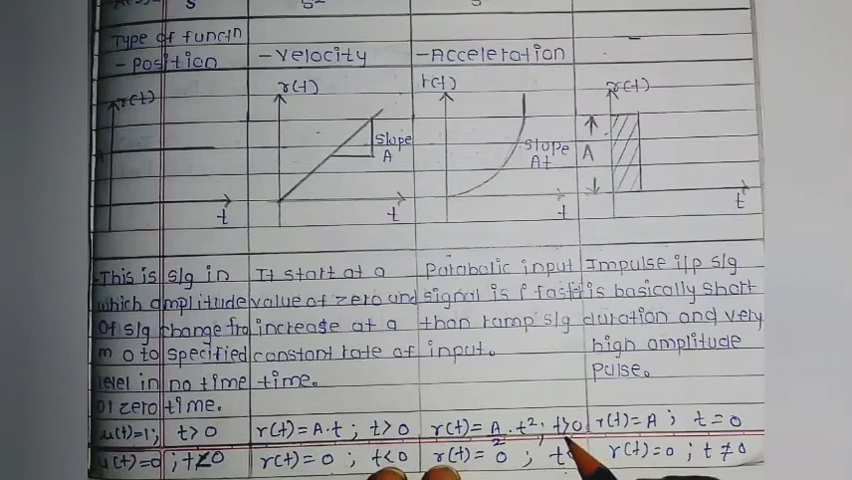 Type of functn
- Position - Velocity - Acceleration -
r(t) r(t) r(t) r(t)
Slope A
Slope At
A
t t t t
This is s/g in which amplitude of s/g change from 0 to specified level in no time or zero time.
It start at a value of zero and increase at a constant rate of time.
Parabolic input signal is faster than ramp s/g input.
Impulse i/p s/g is basically short duration and very high amplitude pulse.
u(t)=1; t>0 r(t)=A.t; t>0 r(t)=A/2.t²; t>0 r(t)=A; t=0
u(t)=0; t<0 r(t)=0; t<0 r(t)=0; t< r(t)=0; t≠0